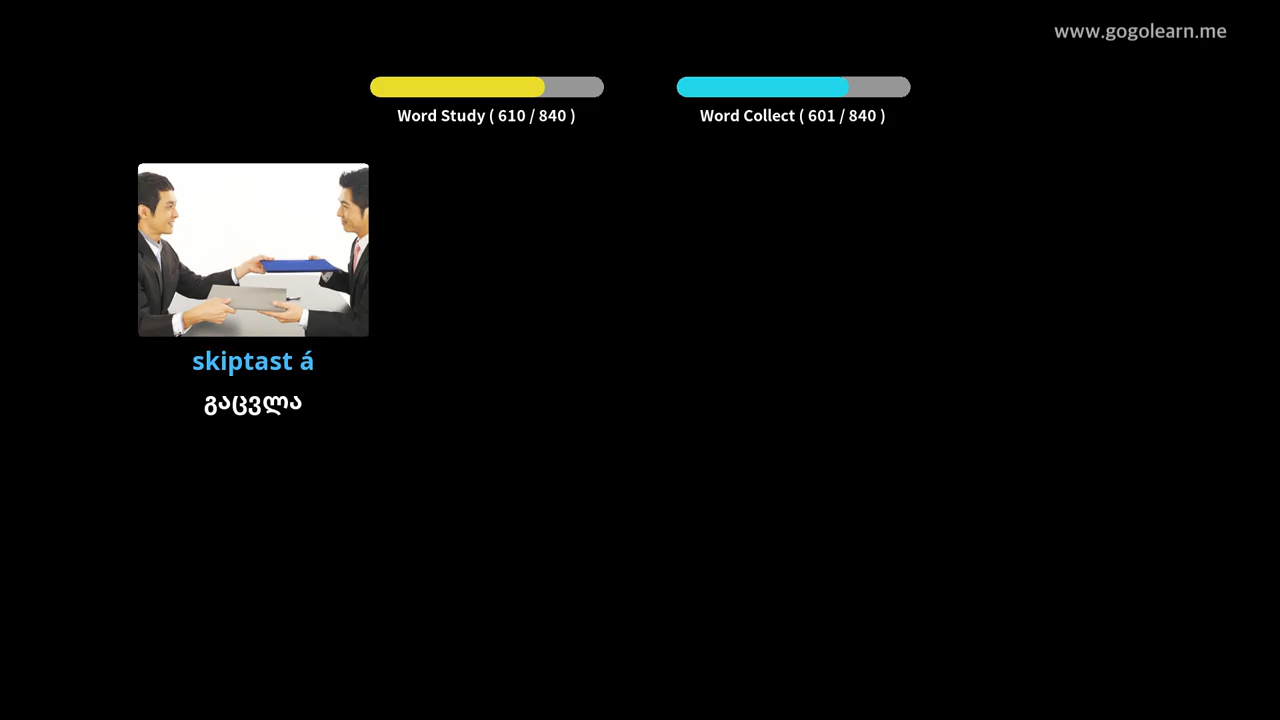 www.gogolearn.me
Word Study ( 610 / 840 )
Word Collect ( 601 / 840 )
skiptast á
გაცვლა